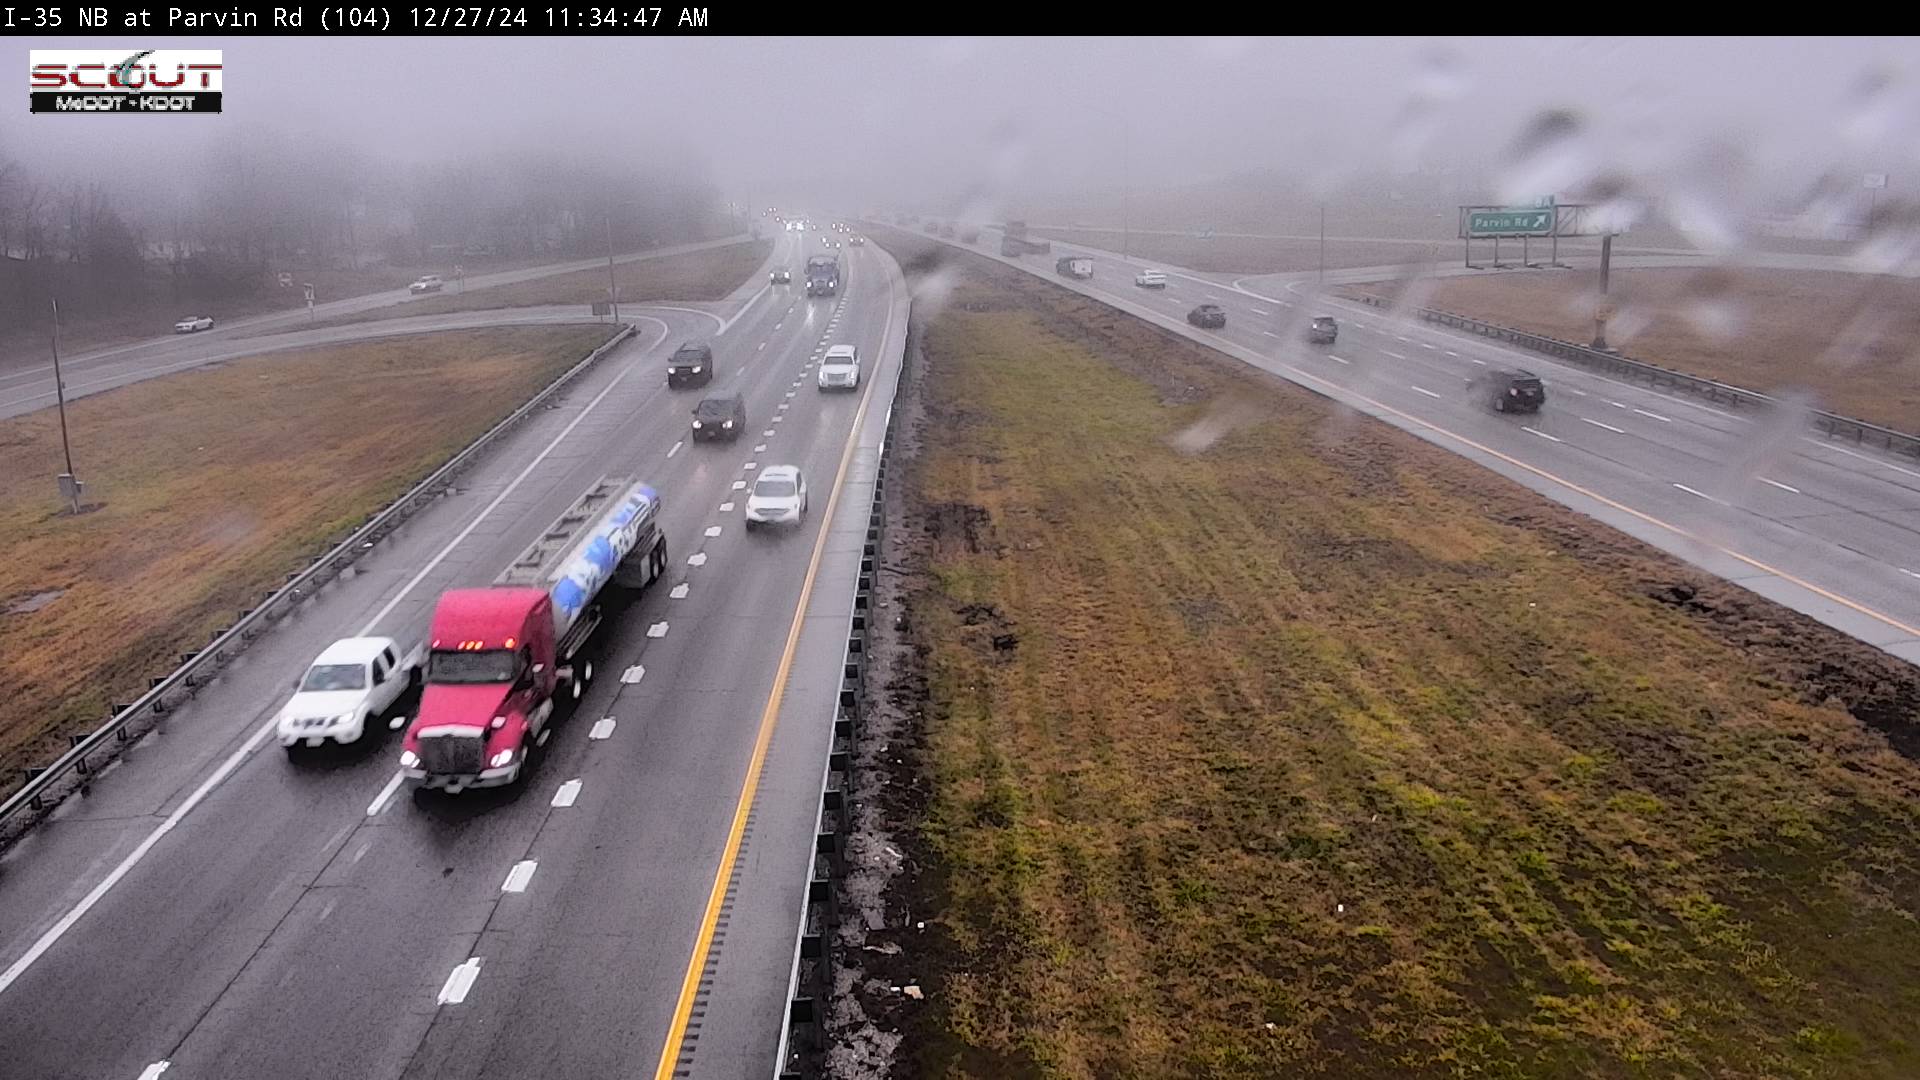 I-35 NB at Parvin Rd (104) 12/27/24 11:34:47 AM
SCOUT
MoDOT - KDOT
Parvin Rd